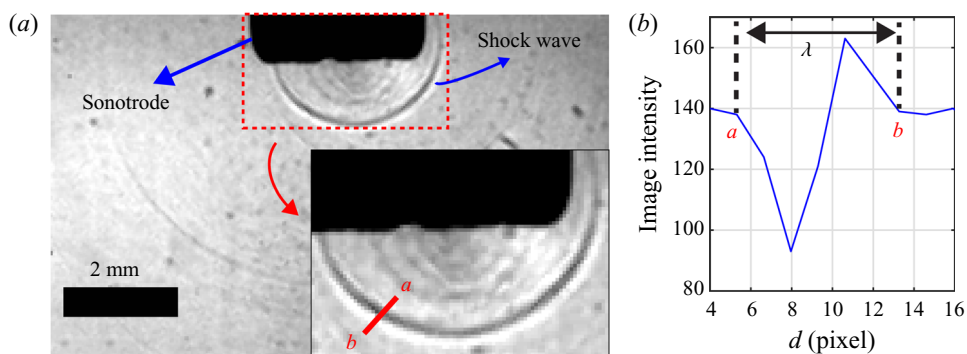 (a)
Shock wave
Sonotrode
2 mm
a
b
(b)
160
140
120
100
80
Image intensity
λ
a
b
4 6 8 10 12 14 16
d (pixel)